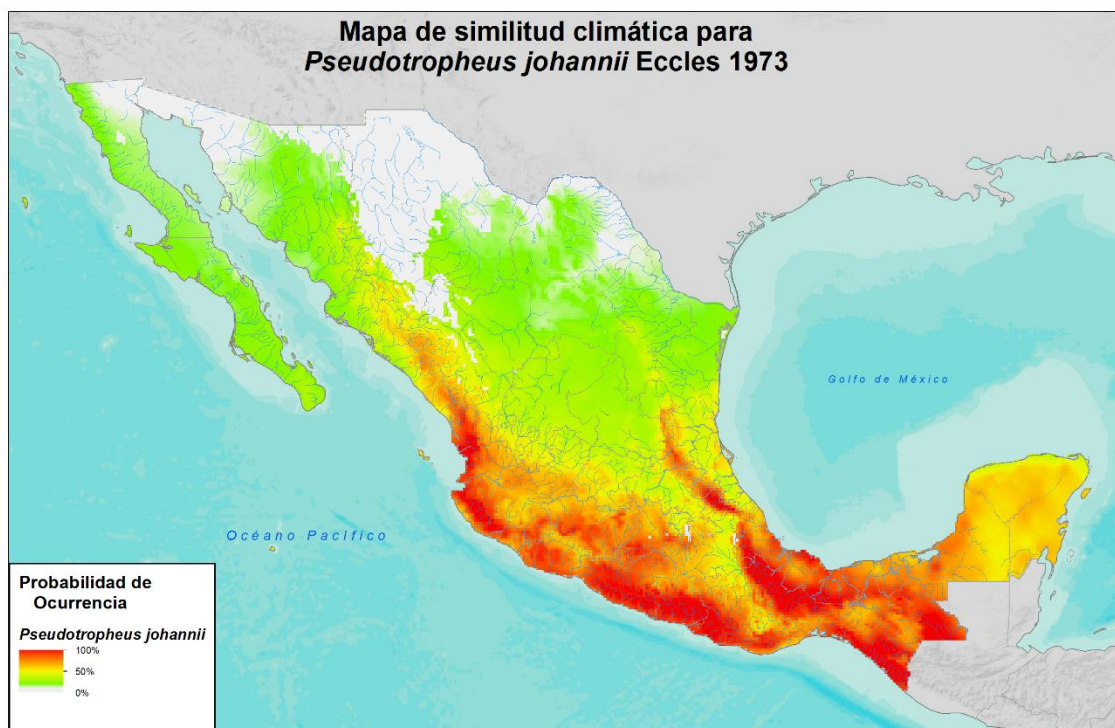 Mapa de similitud climática para
Pseudotropheus johannii Eccles 1973
Golfo de México
Océano Pacífico
Probabilidad de
Ocurrencia
Pseudotropheus johannii
100%
50%
0%